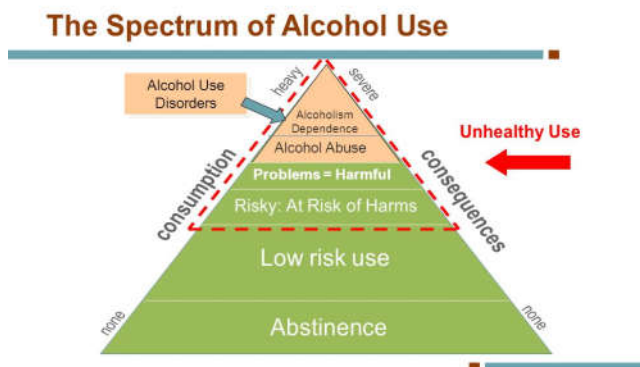 The Spectrum of Alcohol Use
Alcohol Use
Disorders
heavy
severe
Alcoholism
Dependence
Alcohol Abuse
Unhealthy Use
consumption
consequences
Problems = Harmful
Risky: At Risk of Harms
Low risk use
none
none
Abstinence